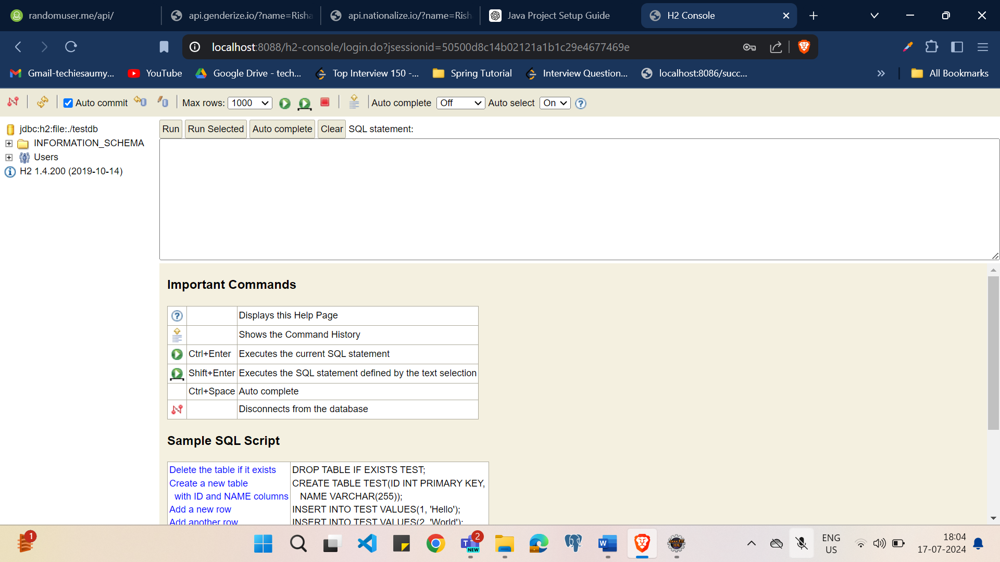 randomuser.me/api/
api.genderize.io/?name=Risha
api.nationalize.io/?name=Rish
Java Project Setup Guide
H2 Console
localhost:8088/h2-console/login.do?jsessionid=50500d8c14b02121a1b1c29e4677469e
Gmail-techiesaumy...
YouTube
Google Drive - tech...
Top Interview 150 -...
Spring Tutorial
Interview Question...
localhost:8086/succ...
All Bookmarks
Auto commit
Max rows: 1000
Auto complete Off
Auto select On
jdbc:h2:file:./testdb
INFORMATION_SCHEMA
Users
H2 1.4.200 (2019-10-14)
Run Run Selected Auto complete Clear SQL statement:
Important Commands
Displays this Help Page
Shows the Command History
Ctrl+Enter Executes the current SQL statement
Shift+Enter Executes the SQL statement defined by the text selection
Ctrl+Space Auto complete
Disconnects from the database
Sample SQL Script
Delete the table if it exists DROP TABLE IF EXISTS TEST;
Create a new table CREATE TABLE TEST(ID INT PRIMARY KEY,
with ID and NAME columns NAME VARCHAR(255));
Add a new row INSERT INTO TEST VALUES(1, 'Hello');
Add another row INSERT INTO TEST VALUES(2, 'World');
1
2
T
NEW
W
Java EE
IDE
ENG
US
18:04
17-07-2024